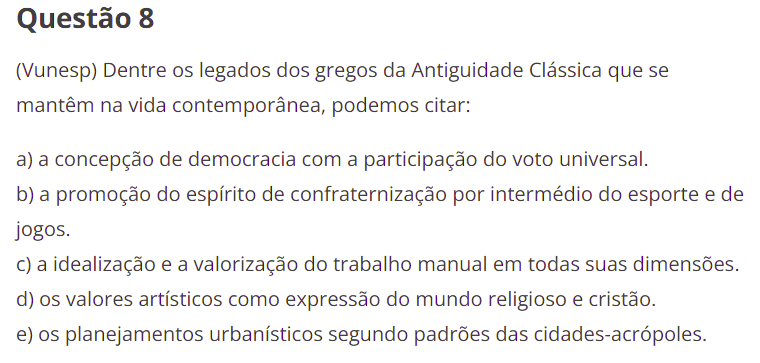 Questão 8
(Vunesp) Dentre os legados dos gregos da Antiguidade Clássica que se
mantêm na vida contemporânea, podemos citar:
a) a concepção de democracia com a participação do voto universal.
b) a promoção do espírito de confraternização por intermédio do esporte e de
jogos.
c) a idealização e a valorização do trabalho manual em todas suas dimensões.
d) os valores artísticos como expressão do mundo religioso e cristão.
e) os planejamentos urbanísticos segundo padrões das cidades-acrópoles.